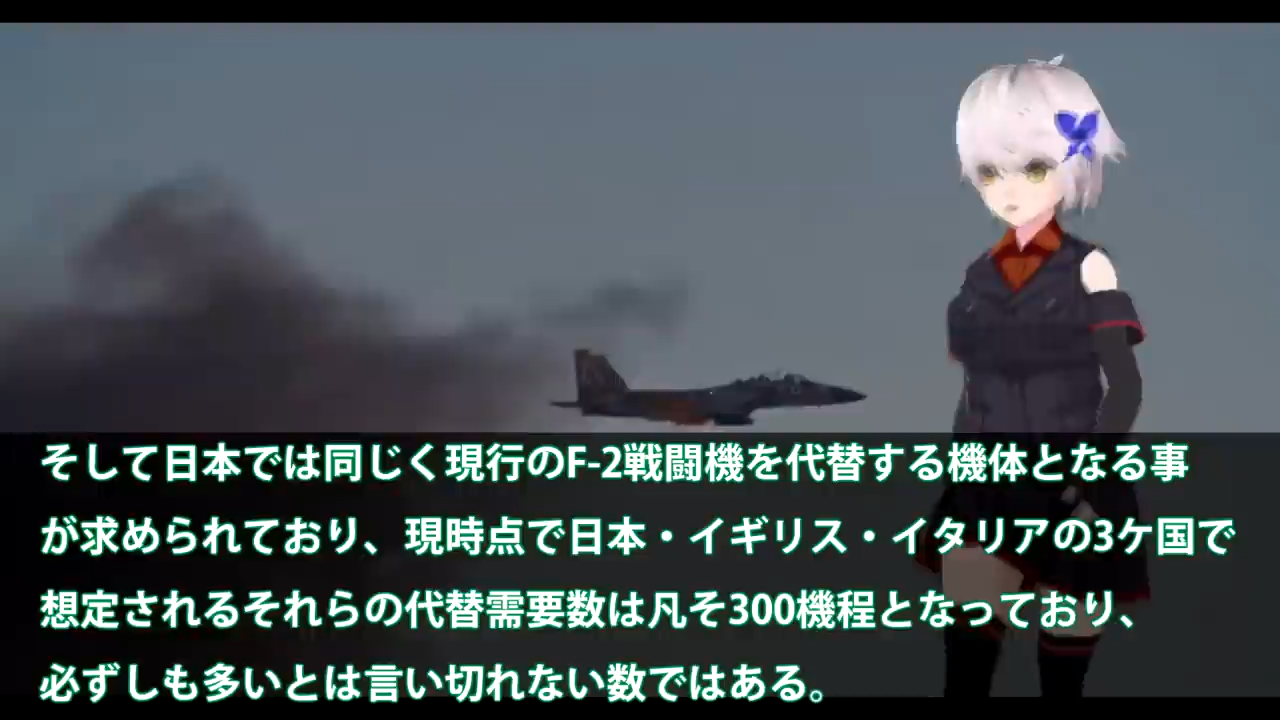 そして日本では同じく現行のF-2戦闘機を代替する機体となる事
が求められており、現時点で日本・イギリス・イタリアの3ケ国で
想定されるそれらの代替需要数は凡そ300機程となっており、
必ずしも多いとは言い切れない数ではある。